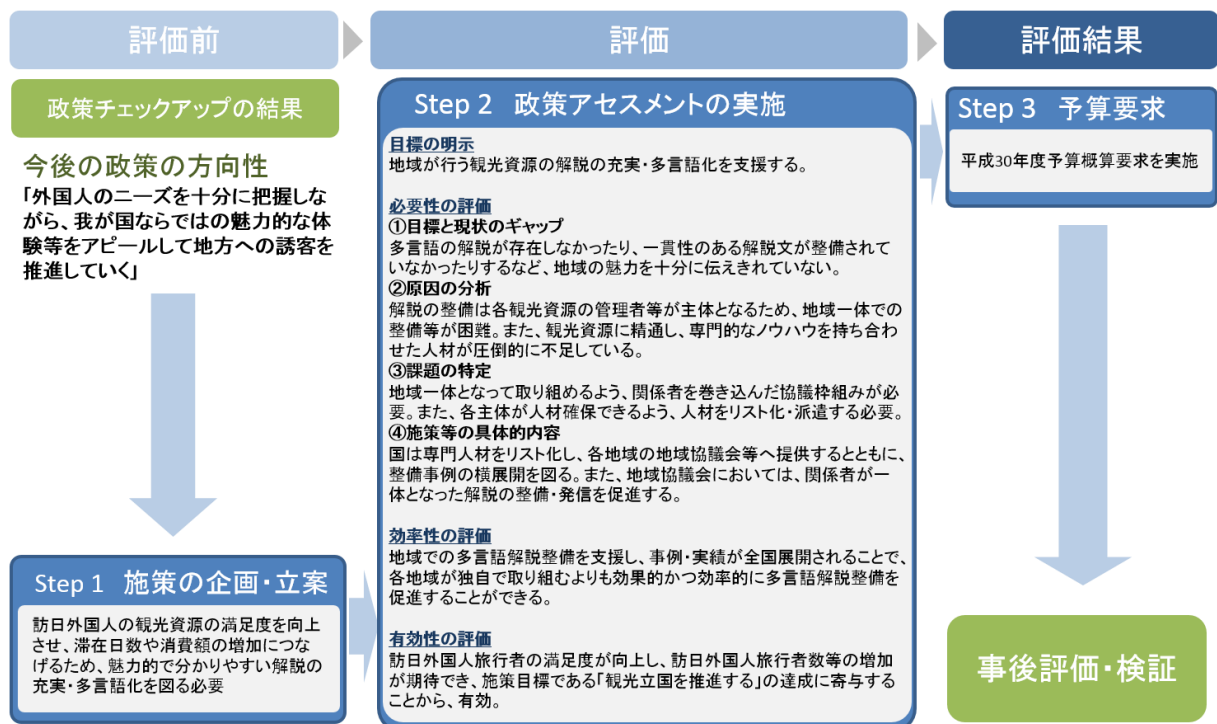 評価前
評価
評価結果
政策チェックアップの結果
今後の政策の方向性
「外国人のニーズを十分に把握しな
がら、我が国ならではの魅力的な体
験等をアピールして地方への誘客を
推進していく」
Step 1 施策の企画・立案
訪日外国人の観光資源の満足度を向上
させ、滞在日数や消費額の増加につな
げるため、魅力的で分かりやすい解説の
充実・多言語化を図る必要
Step 2 政策アセスメントの実施
目標の明示
地域が行う観光資源の解説の充実・多言語化を支援する。
必要性の評価
①目標と現状のギャップ
多言語の解説が存在しなかったり、一貫性のある解説文が整備されて
いなかったりするなど、地域の魅力を十分に伝えきれていない。
②原因の分析
解説の整備は各観光資源の管理者等が主体となるため、地域一体での
整備等が困難。また、観光資源に精通し、専門的なノウハウを持ち合わ
せた人材が圧倒的に不足している。
③課題の特定
地域一体となって取り組めるよう、関係者を巻き込んだ協議枠組みが必
要。また、各主体が人材確保できるよう、人材をリスト化・派遣する必要。
④施策等の具体的内容
国は専門人材をリスト化し、各地域の地域協議会等へ提供するとともに、
整備事例の横展開を図る。また、地域協議会においては、関係者が一
体となった解説の整備・発信を促進する。
効率性の評価
地域での多言語解説整備を支援し、事例・実績が全国展開されることで、
各地域が独自で取り組むよりも効果的かつ効率的に多言語解説整備を
促進することができる。
有効性の評価
訪日外国人旅行者の満足度が向上し、訪日外国人旅行者数等の増加
が期待でき、施策目標である「観光立国を推進する」の達成に寄与する
ことから、有効。
Step 3 予算要求
平成30年度予算概算要求を実施
事後評価・検証